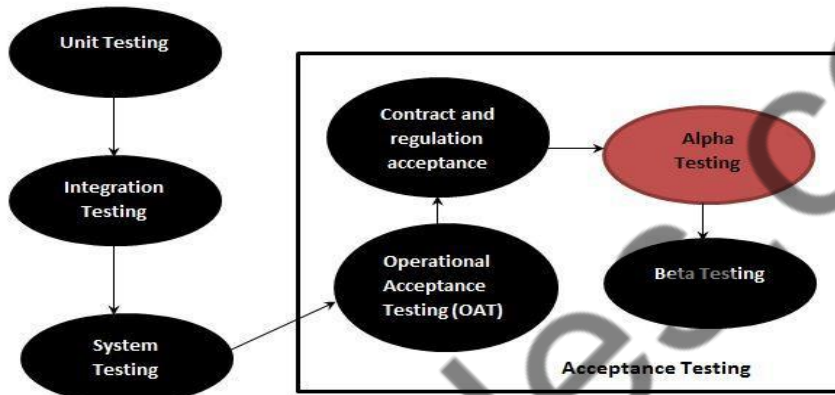 Unit Testing
Integration
Testing
System
Testing
Contract and
regulation
acceptance
Operational
Acceptance
Testing (OAT)
Alpha
Testing
Beta Testing
Acceptance Testing